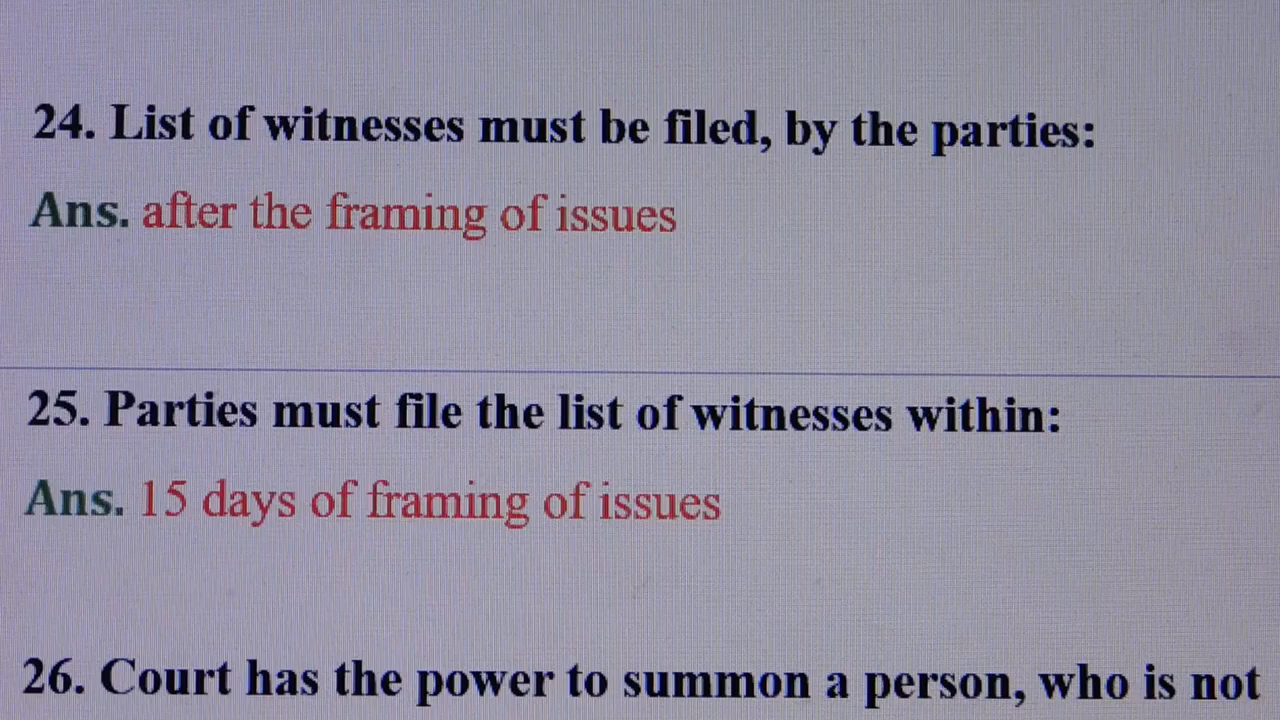 24. List of witnesses must be filed, by the parties:
Ans. after the framing of issues
25. Parties must file the list of witnesses within:
Ans. 15 days of framing of issues
26. Court has the power to summon a person, who is not